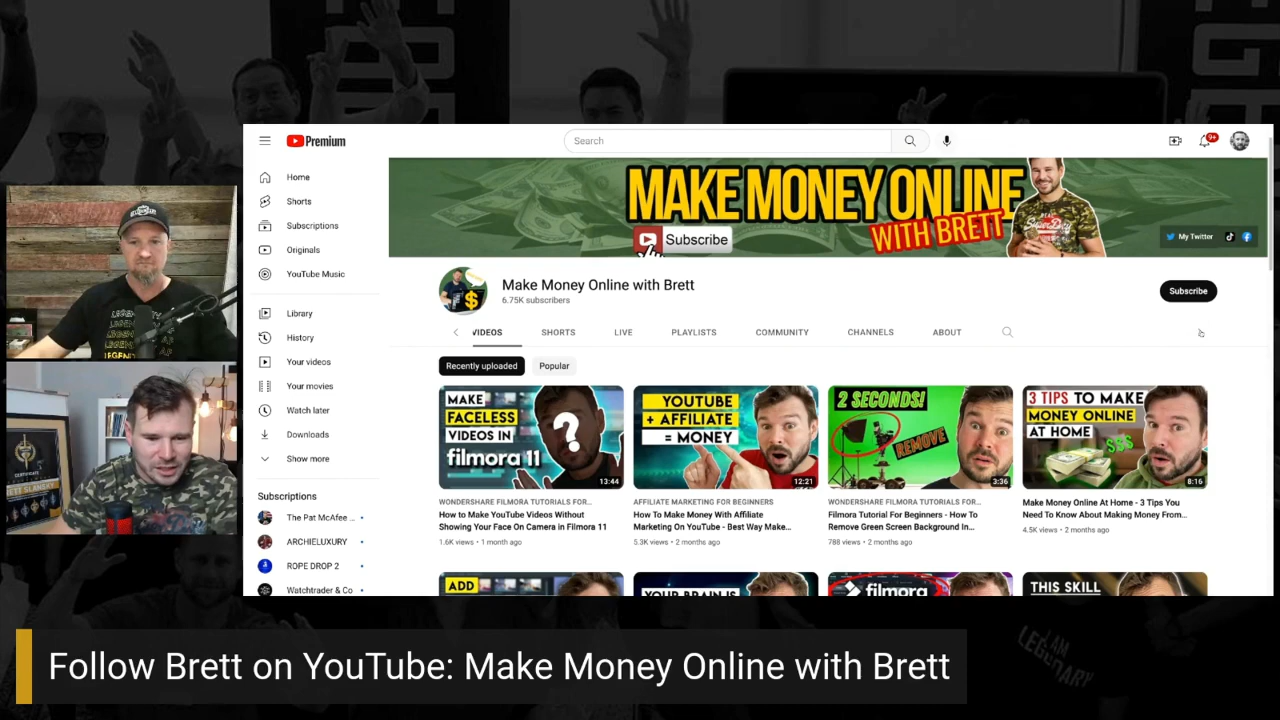 Premium
Search
9+
Home
Shorts
Subscriptions
Originals
YouTube Music
Library
History
Your videos
Your movies
Watch later
Downloads
Show more
Subscriptions
The Pat McAfee ...
ARCHIELUXURY
ROPE DROP 2
Watchtrader & Co
MAKE MONEY ONLINE
WITH BRETT
Subscribe
My Twitter
Make Money Online with Brett
6.75K subscribers
Subscribe
VIDEOS
SHORTS
LIVE
PLAYLISTS
COMMUNITY
CHANNELS
ABOUT
Recently uploaded
Popular
MAKE
FACELESS
VIDEOS IN
filmora 11
?
13:44
WONDERSHARE FILMORA TUTORIALS FOR...
How to Make YouTube Videos Without
Showing Your Face On Camera in Filmora 11
1.6K views • 1 month ago
YOUTUBE
+ AFFILIATE
= MONEY
12:21
AFFILIATE MARKETING FOR BEGINNERS
How To Make Money With Affiliate
Marketing On YouTube - Best Way Make...
5.3K views • 2 months ago
2 SECONDS!
REMOVE
3:36
WONDERSHARE FILMORA TUTORIALS FOR...
Filmora Tutorial For Beginners - How To
Remove Green Screen Background In...
788 views • 2 months ago
3 TIPS TO MAKE
MONEY ONLINE
AT HOME
$$$
8:16
Make Money Online At Home - 3 Tips You
Need To Know About Making Money From...
4.5K views • 2 months ago
ADD
YOUR BRAIN IS
filmora
THIS SKILL
I AM
LEGENDARY
Follow Brett on YouTube: Make Money Online with Brett